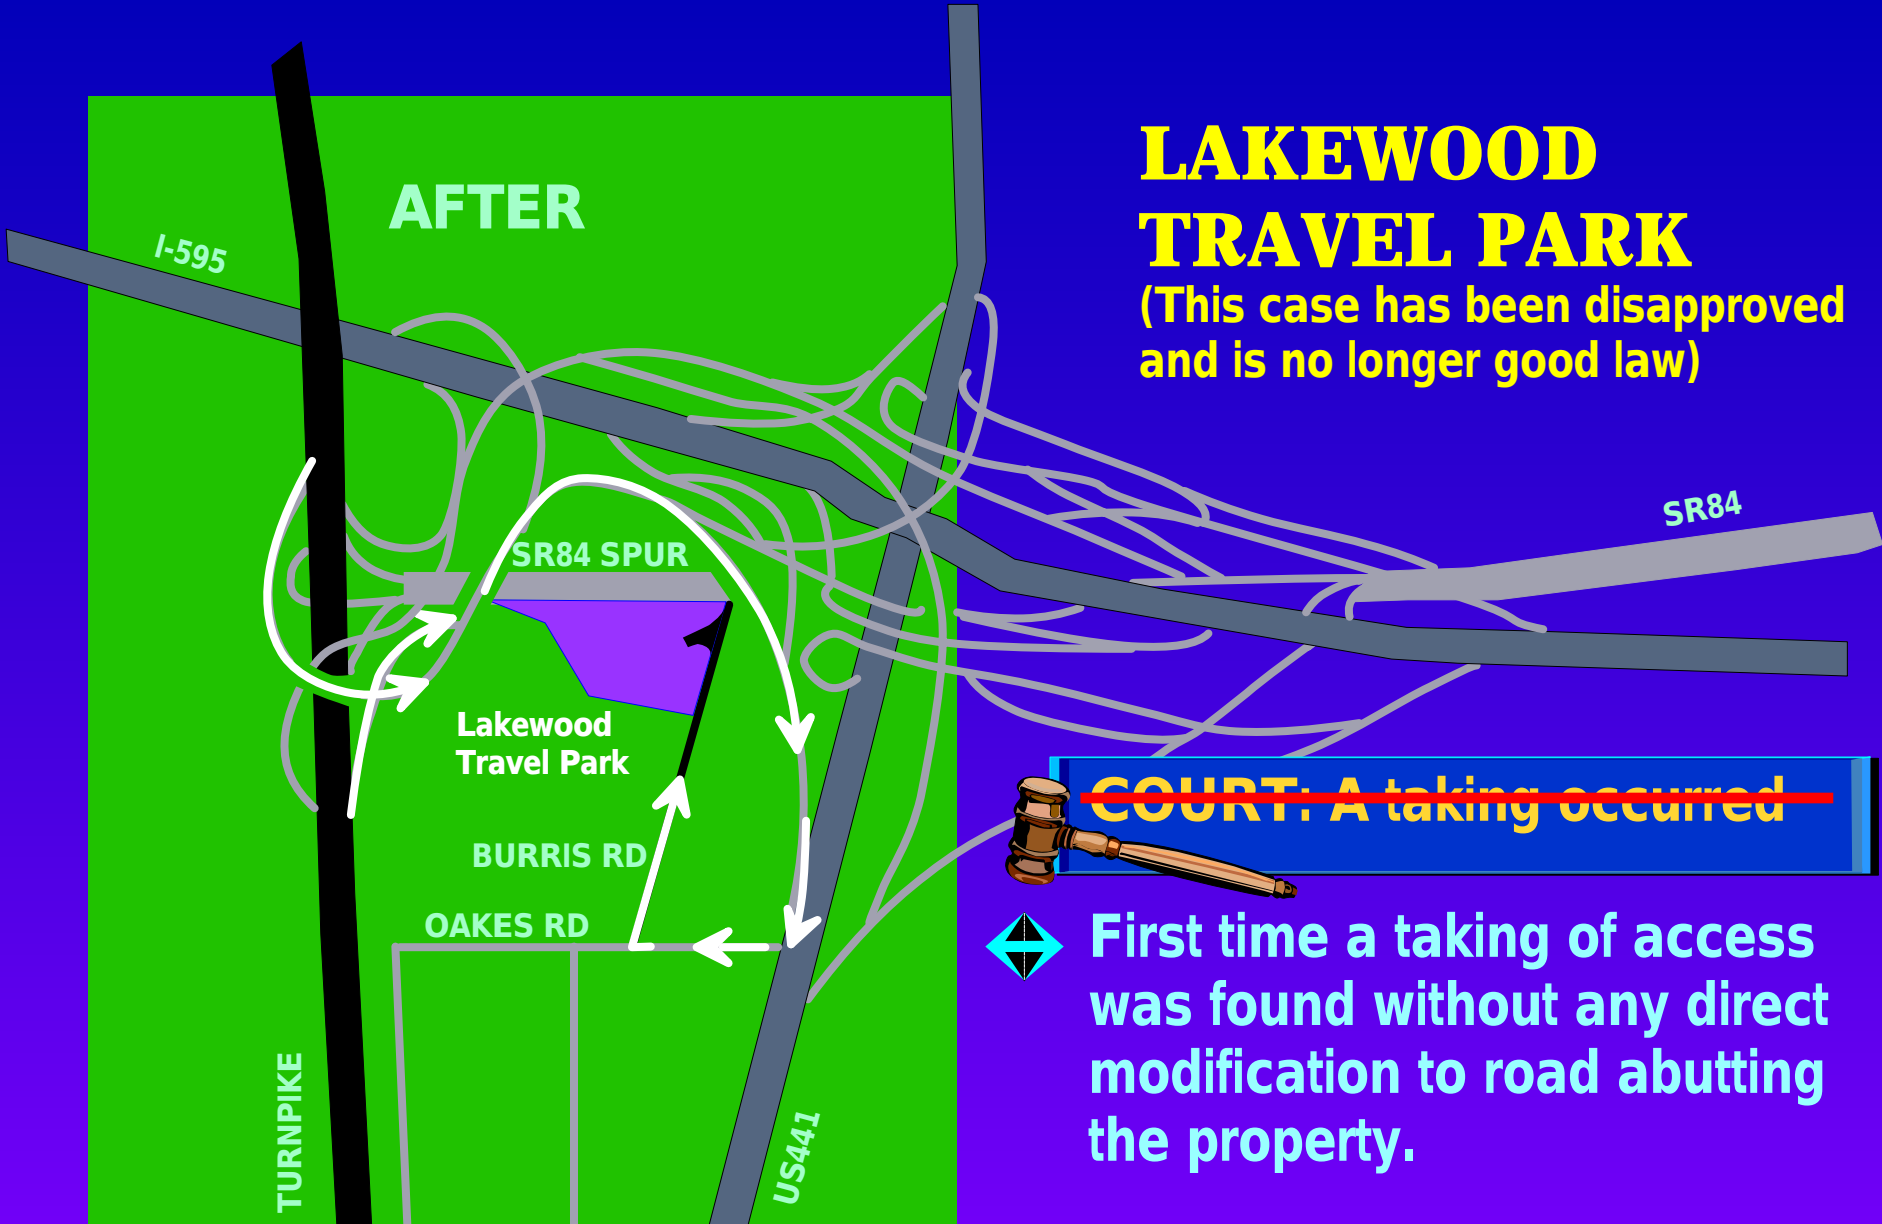 AFTER
I-595
LAKEWOOD
TRAVEL PARK
(This case has been disapproved
and is no longer good law)
SR84
SR84 SPUR
Lakewood
Travel Park
BURRIS RD
OAKES RD
TURNPIKE
US441
COURT: A taking occurred
First time a taking of access
was found without any direct
modification to road abutting
the property.